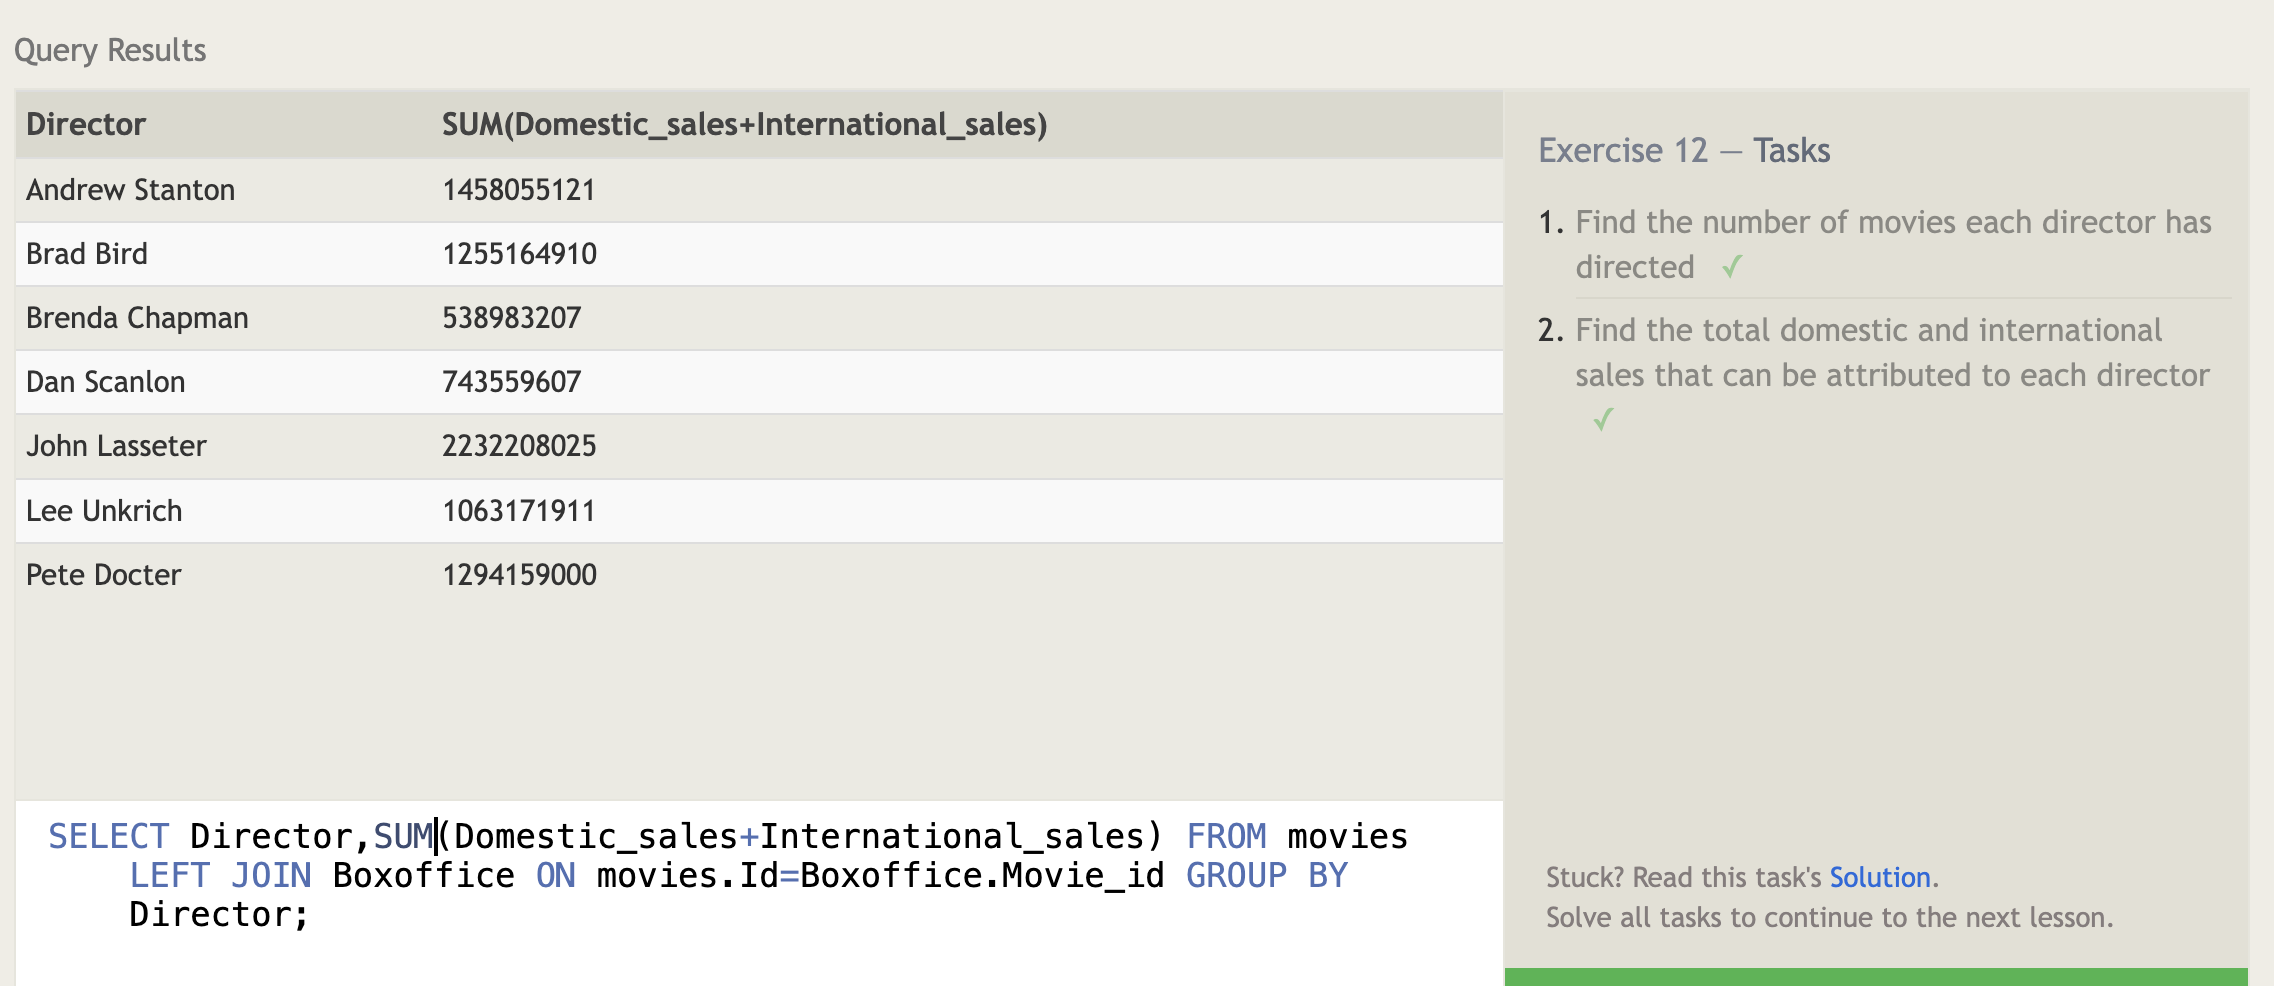 Query Results
Director SUM(Domestic_sales+International_sales)
Andrew Stanton 1458055121
Brad Bird 1255164910
Brenda Chapman 538983207
Dan Scanlon 743559607
John Lasseter 2232208025
Lee Unkrich 1063171911
Pete Docter 1294159000
SELECT Director,SUM(Domestic_sales+International_sales) FROM movies
LEFT JOIN Boxoffice ON movies.Id=Boxoffice.Movie_id GROUP BY
Director;
Exercise 12 — Tasks
1. Find the number of movies each director has
directed ✓
2. Find the total domestic and international
sales that can be attributed to each director
✓
Stuck? Read this task's Solution.
Solve all tasks to continue to the next lesson.